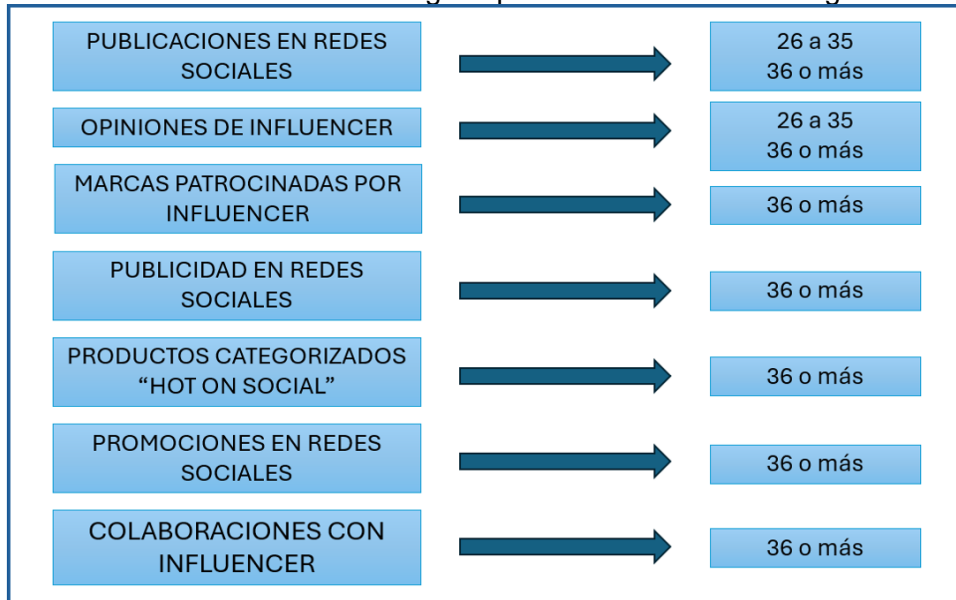 PUBLICACIONES EN REDES
SOCIALES
26 a 35
36 o más
OPINIONES DE INFLUENCER
26 a 35
36 o más
MARCAS PATROCINADAS POR
INFLUENCER
36 o más
PUBLICIDAD EN REDES
SOCIALES
36 o más
PRODUCTOS CATEGORIZADOS
“HOT ON SOCIAL”
36 o más
PROMOCIONES EN REDES
SOCIALES
36 o más
COLABORACIONES CON
INFLUENCER
36 o más